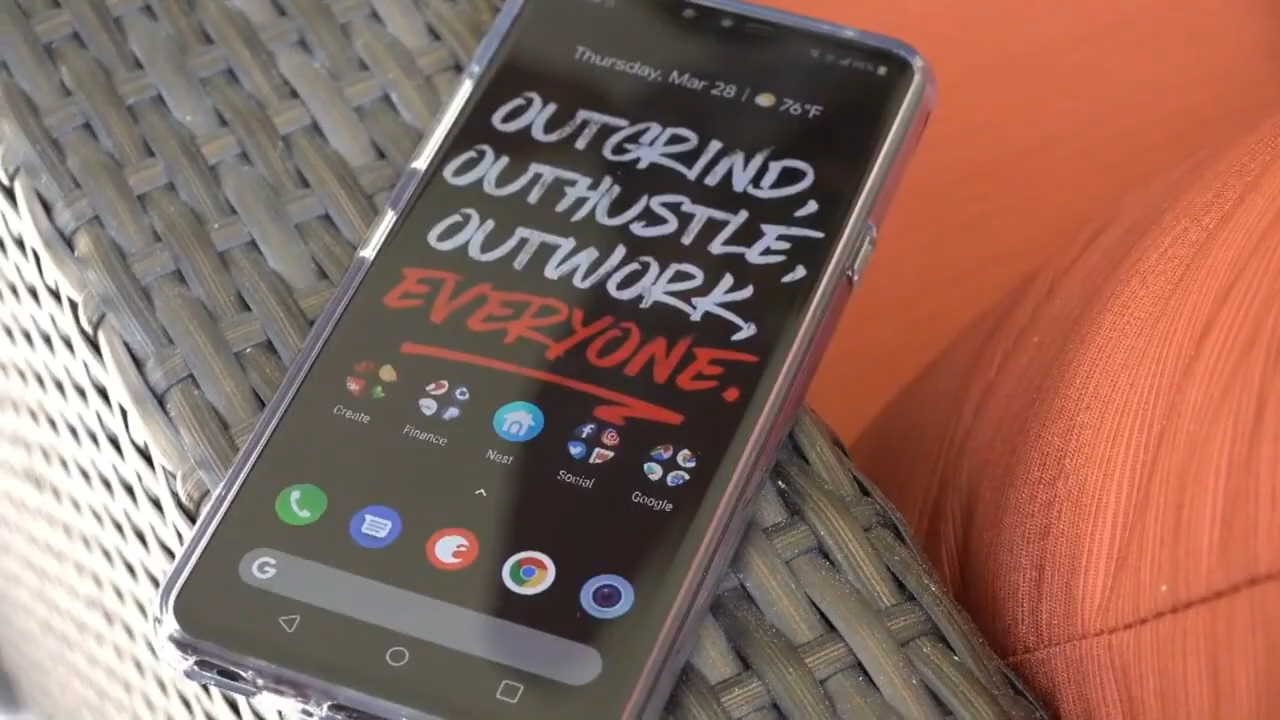 Thursday, Mar 28 | 76°F
OUTGRIND,
OUTHUSTLE,
OUTWORK,
EVERYONE.
Create
Finance
Nest
Social
Google
G